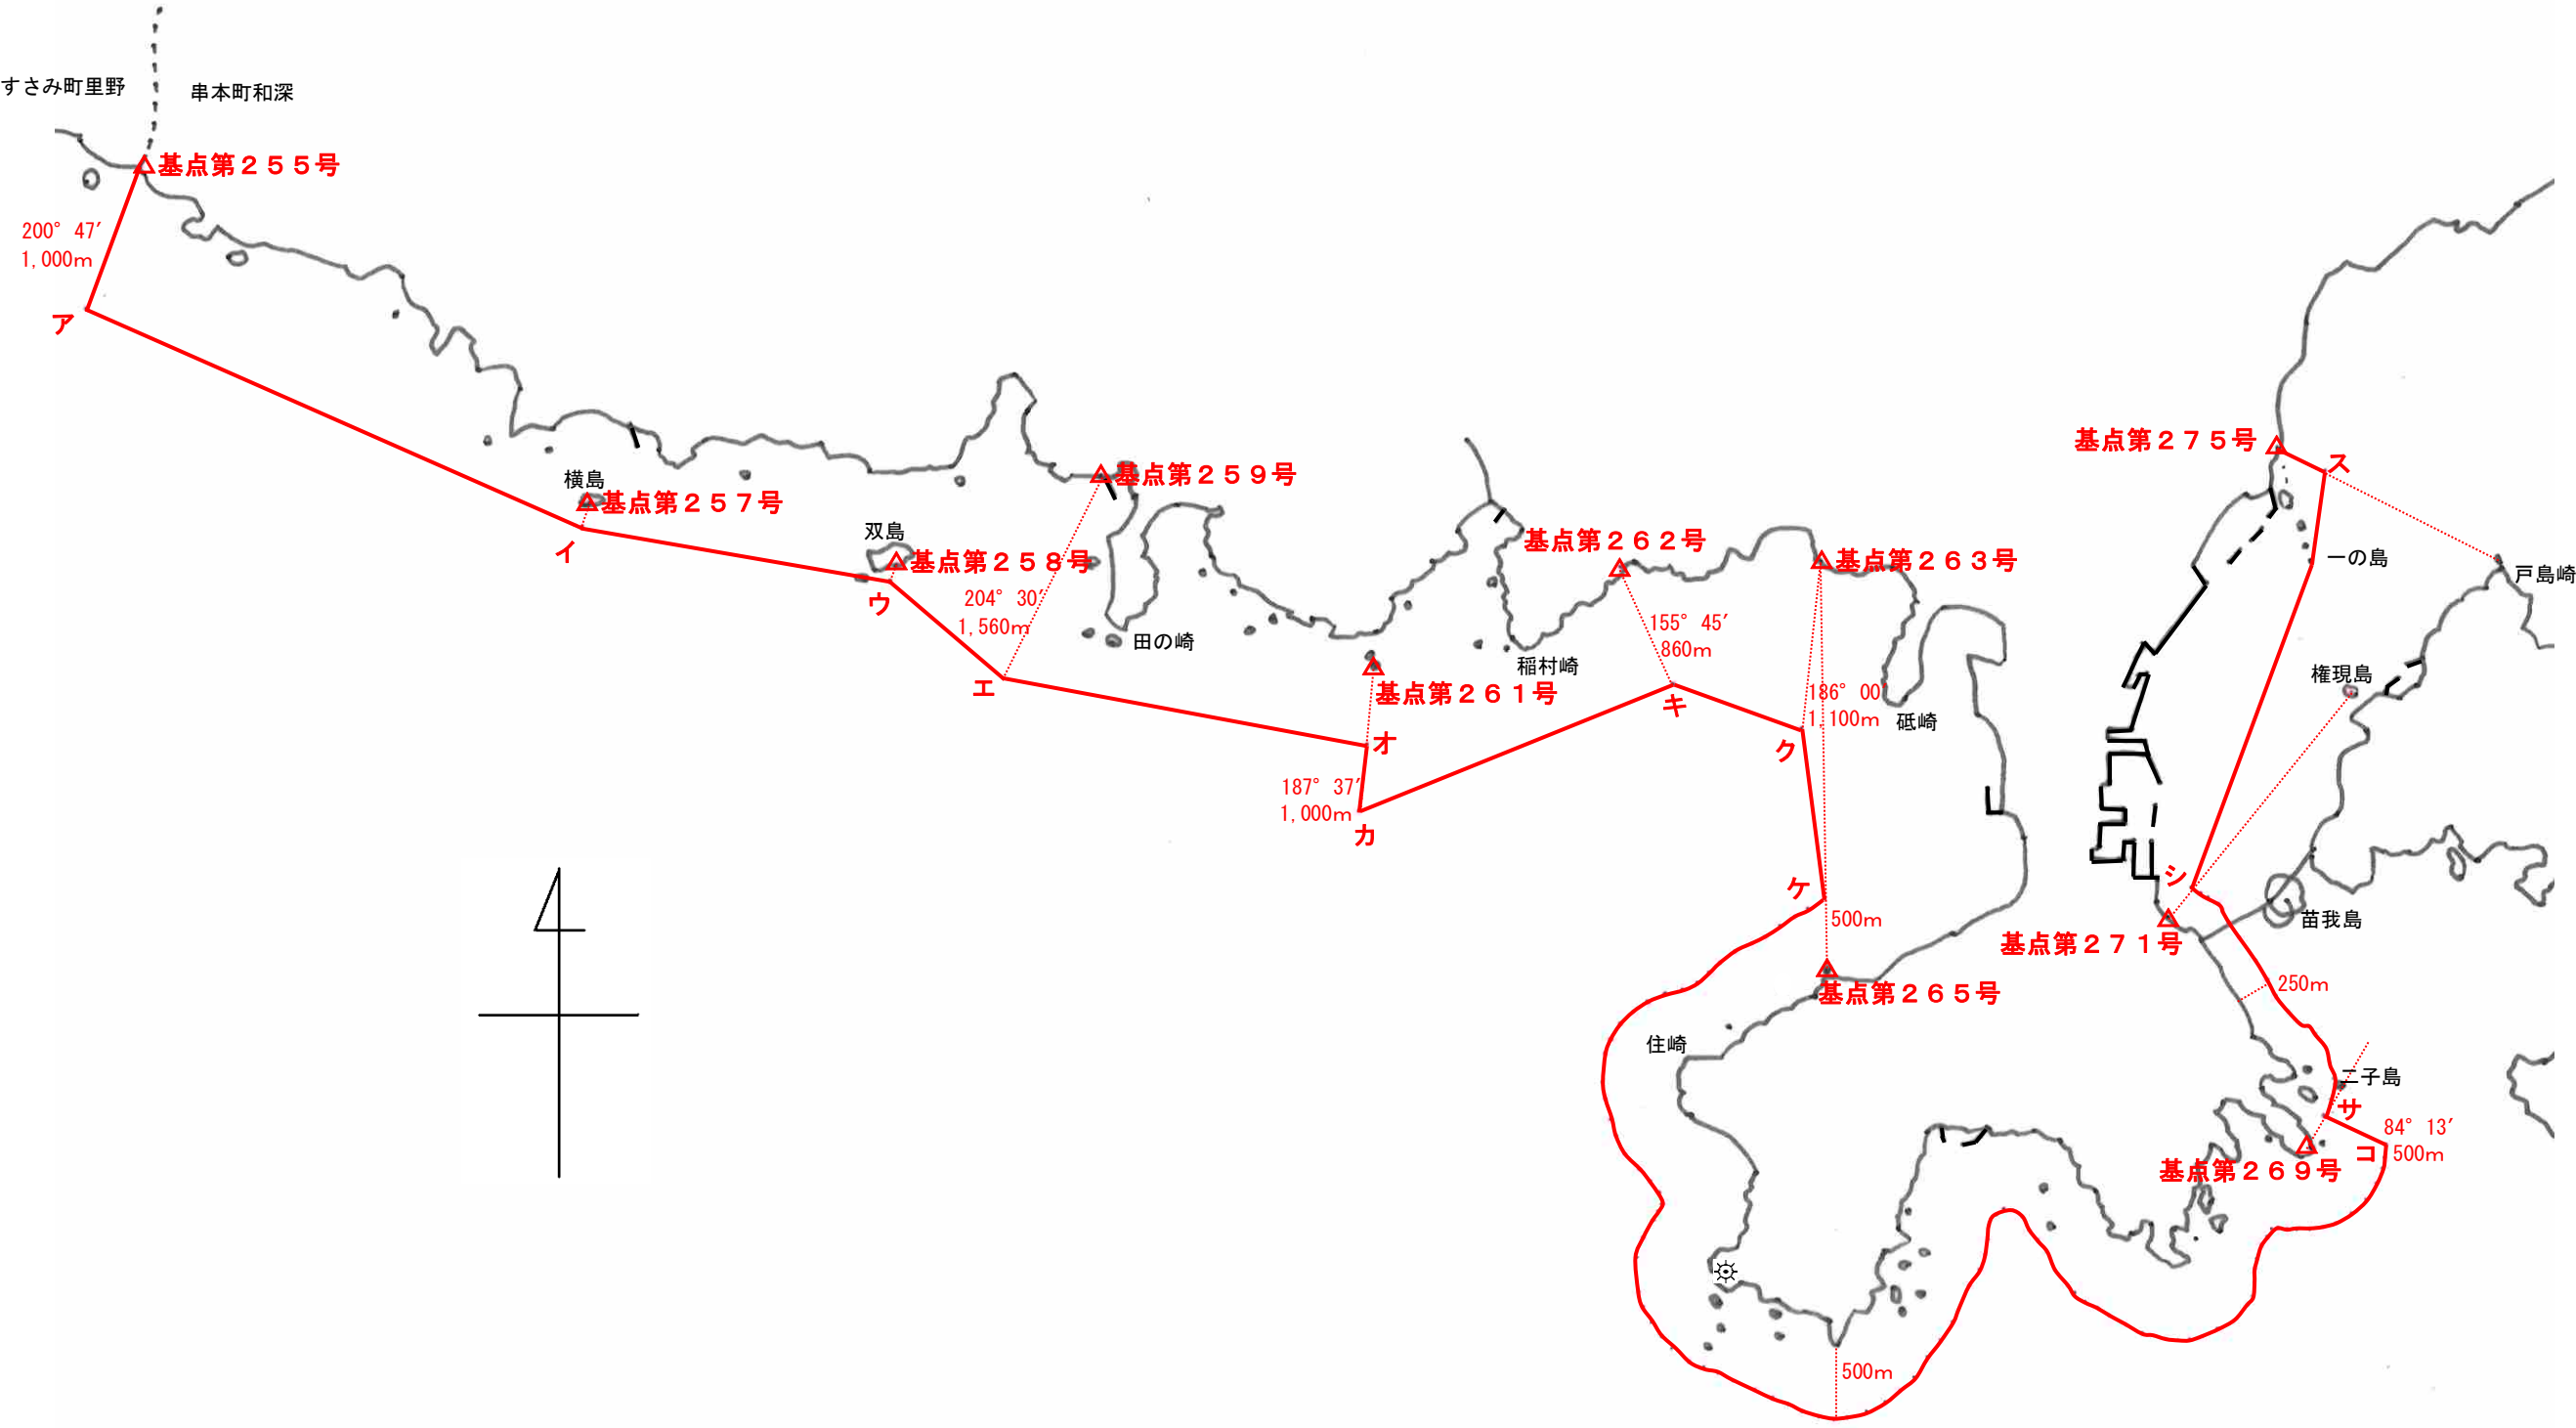 すさみ町里野
串本町和深
基点第２５５号
200°47′
1,000m
ア
横島
基点第２５７号
イ
双島
基点第２５８号
ウ
基点第２５９号
204°30′
1,560m
エ
田の崎
基点第２６１号
オ
187°37′
1,000m
カ
稲村崎
基点第２６２号
155°45′
860m
キ
基点第２６３号
186°00′
1,100m
ク
砥崎
ケ
500m
基点第２６５号
住崎
500m
基点第２７５号
ス
一の島
戸島崎
権現島
シ
苗我島
基点第２７１号
250m
二子島
サ
84°13′
500m
コ
基点第２６９号